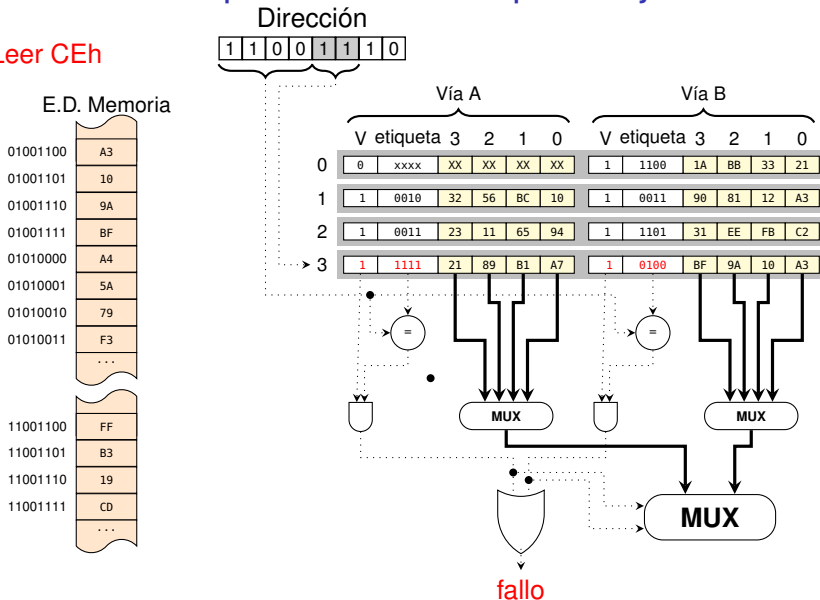 Dirección
Leer CEh
1 1 0 0 1 1 1 0
E.D. Memoria
Vía A Vía B
V etiqueta 3 2 1 0 V etiqueta 3 2 1 0
0 0 xxxx XX XX XX XX 1 1100 1A BB 33 21
1 1 0010 32 56 BC 10 1 0011 90 81 12 A3
2 1 0011 23 11 65 94 1 1101 31 EE FB C2
3 1 1111 21 89 B1 A7 1 0100 BF 9A 10 A3
01001100 A3
01001101 10
01001110 9A
01001111 BF
01010000 A4
01010001 5A
01010010 79
01010011 F3
...
= =
MUX MUX
11001100 FF
11001101 B3
11001110 19
11001111 CD
...
MUX
fallo